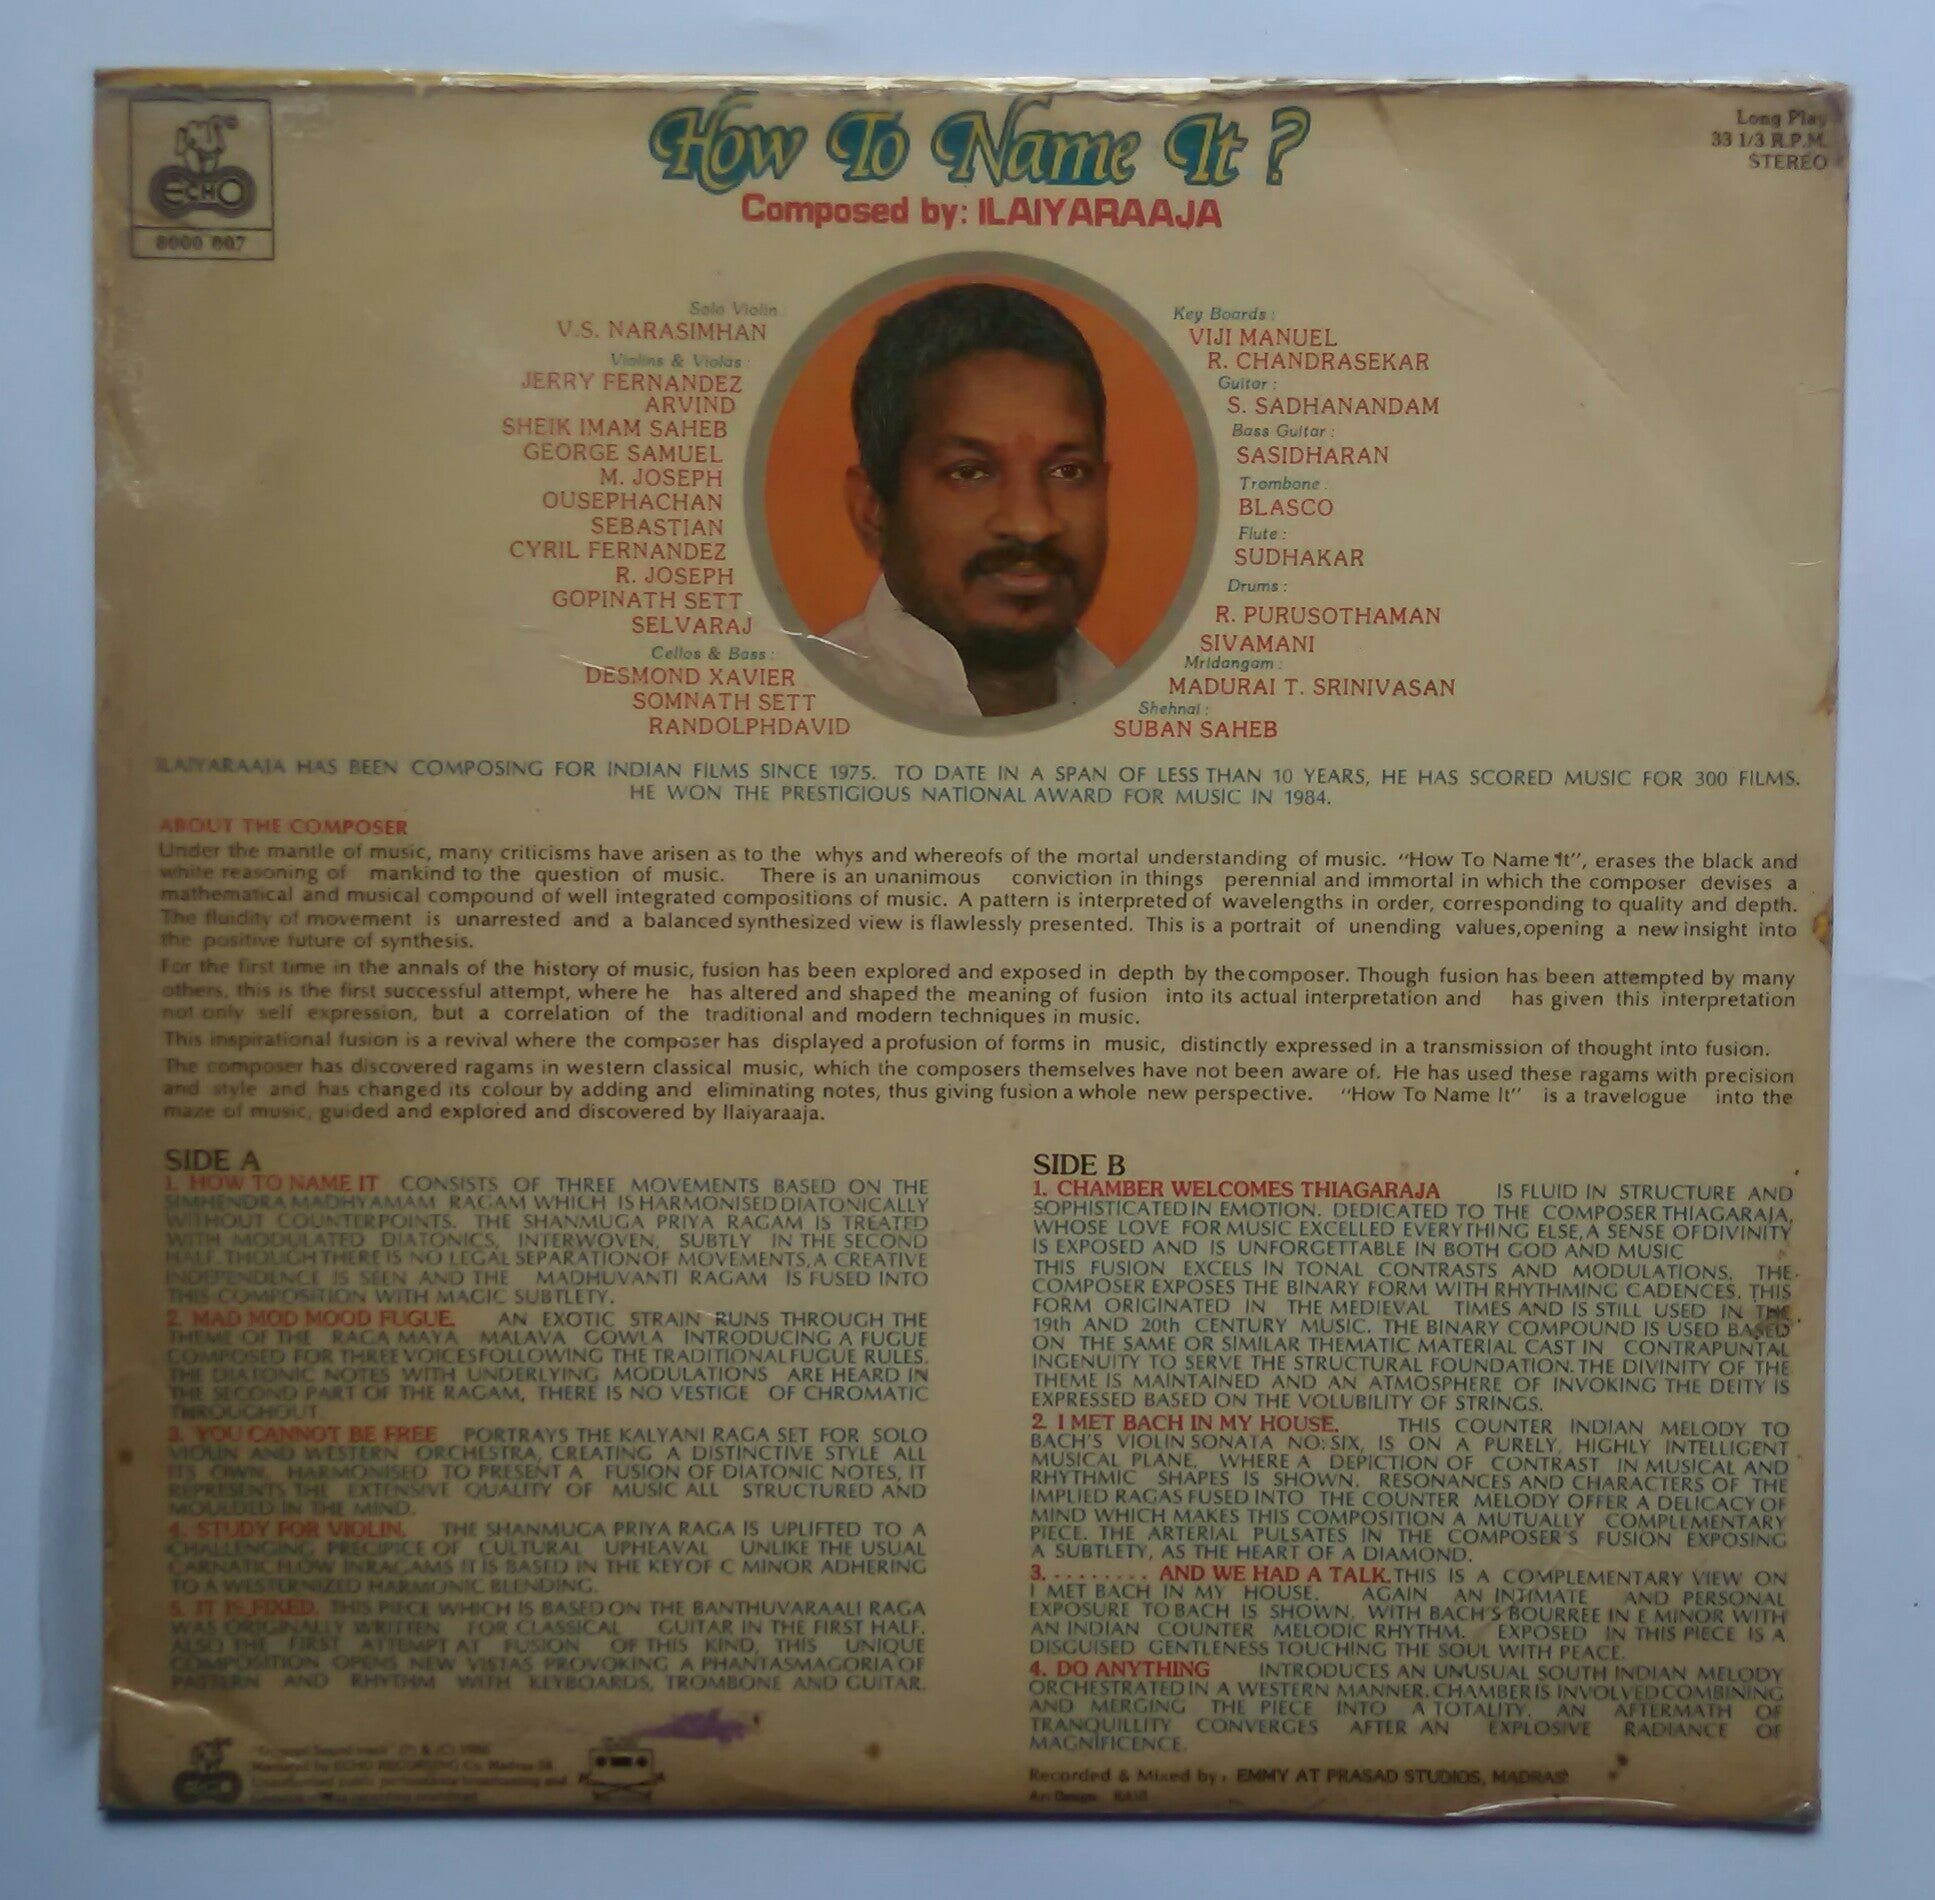 ECHO
8000 007
How To Name It ?
Composed by: ILAIYARAAJA
Long Play
33 1/3 R.P.M.
STEREO
Solo Violin :
V.S. NARASIMHAN
Violins & Violas :
JERRY FERNANDEZ
ARVIND
SHEIK IMAM SAHEB
GEORGE SAMUEL
M. JOSEPH
OUSEPHACHAN
SEBASTIAN
CYRIL FERNANDEZ
R. JOSEPH
GOPINATH SETT
SELVARAJ
Cellos & Bass :
DESMOND XAVIER
SOMNATH SETT
RANDOLPHDAVID
Key Boards :
VIJI MANUEL
R. CHANDRASEKAR
Guitar :
S. SADHANANDAM
Bass Guitar :
SASIDHARAN
Trombone :
BLASCO
Flute :
SUDHAKAR
Drums :
R. PURUSOTHAMAN
SIVAMANI
Mridangam :
MADURAI T. SRINIVASAN
Shehnai :
SUBAN SAHEB
ILAIYARAAJA HAS BEEN COMPOSING FOR INDIAN FILMS SINCE 1975. TO DATE IN A SPAN OF LESS THAN 10 YEARS, HE HAS SCORED MUSIC FOR 300 FILMS.
HE WON THE PRESTIGIOUS NATIONAL AWARD FOR MUSIC IN 1984.
ABOUT THE COMPOSER
Under the mantle of music, many criticisms have arisen as to the whys and whereofs of the mortal understanding of music. "How To Name It", erases the black and
white reasoning of mankind to the question of music. There is an unanimous conviction in things perennial and immortal in which the composer devises a
mathematical and musical compound of well integrated compositions of music. A pattern is interpreted of wavelengths in order, corresponding to quality and depth.
The fluidity of movement is unarrested and a balanced synthesized view is flawlessly presented. This is a portrait of unending values,opening a new insight into
the positive future of synthesis.
For the first time in the annals of the history of music, fusion has been explored and exposed in depth by thecomposer. Though fusion has been attempted by many
others, this is the first successful attempt, where he has altered and shaped the meaning of fusion into its actual interpretation and has given this interpretation
not only self expression, but a correlation of the traditional and modern techniques in music.
This inspirational fusion is a revival where the composer has displayed a profusion of forms in music, distinctly expressed in a transmission of thought into fusion.
The composer has discovered ragams in western classical music, which the composers themselves have not been aware of. He has used these ragams with precision
and style and has changed its colour by adding and eliminating notes, thus giving fusion a whole new perspective. "How To Name It" is a travelogue into the
maze of music, guided and explored and discovered by Ilaiyaraaja.
SIDE A
1. HOW TO NAME IT CONSISTS OF THREE MOVEMENTS BASED ON THE
SIMHENDRA MADHYAMAM RAGAM WHICH IS HARMONISED DIATONICALLY
WITHOUT COUNTERPOINTS. THE SHANMUGA PRIYA RAGAM IS TREATED
WITH MODULATED DIATONICS, INTERWOVEN, SUBTLY IN THE SECOND
HALF. THOUGH THERE IS NO LEGAL SEPARATION OF MOVEMENTS, A CREATIVE
INDEPENDENCE IS SEEN AND THE MADHUVANTI RAGAM IS FUSED INTO
THIS COMPOSITION WITH MAGIC SUBTLETY.
2. MAD MOD MOOD FUGUE. AN EXOTIC STRAIN RUNS THROUGH THE
THEME OF THE RAGA MAYA MALAVA GOWLA INTRODUCING A FUGUE
COMPOSED FOR THREE VOICES FOLLOWING THE TRADITIONAL FUGUE RULES.
THE DIATONIC NOTES WITH UNDERLYING MODULATIONS ARE HEARD IN
THE SECOND PART OF THE RAGAM, THERE IS NO VESTIGE OF CHROMATIC
THROUGHOUT.
3. YOU CANNOT BE FREE PORTRAYS THE KALYANI RAGA SET FOR SOLO
VIOLIN AND WESTERN ORCHESTRA, CREATING A DISTINCTIVE STYLE ALL
ITS OWN, HARMONISED TO PRESENT A FUSION OF DIATONIC NOTES, IT
REPRESENTS THE EXTENSIVE QUALITY OF MUSIC ALL STRUCTURED AND
MOULDED IN THE MIND.
4. STUDY FOR VIOLIN. THE SHANMUGA PRIYA RAGA IS UPLIFTED TO A
CHALLENGING PRECIPICE OF CULTURAL UPHEAVAL UNLIKE THE USUAL
CARNATIC FLOW IN RAGAMS IT IS BASED IN THE KEY OF C MINOR ADHERING
TO A WESTERNIZED HARMONIC BLENDING.
5. IT IS FIXED. THIS PIECE WHICH IS BASED ON THE BANTHUVARAALI RAGA
WAS ORIGINALLY WRITTEN FOR CLASSICAL GUITAR IN THE FIRST HALF.
ALSO THE FIRST ATTEMPT AT FUSION OF THIS KIND, THIS UNIQUE
COMPOSITION OPENS NEW VISTAS PROVOKING A PHANTASMAGORIA OF
PATTERN AND RHYTHM WITH KEYBOARDS, TROMBONE AND GUITAR.
SIDE B
1. CHAMBER WELCOMES THIAGARAJA IS FLUID IN STRUCTURE AND
SOPHISTICATED IN EMOTION. DEDICATED TO THE COMPOSER THIAGARAJA,
WHOSE LOVE FOR MUSIC EXCELLED EVERYTHING ELSE, A SENSE OF DIVINITY
IS EXPOSED AND IS UNFORGETTABLE IN BOTH GOD AND MUSIC
THIS FUSION EXCELS IN TONAL CONTRASTS AND MODULATIONS. THE
COMPOSER EXPOSES THE BINARY FORM WITH RHYTHMING CADENCES. THIS
FORM ORIGINATED IN THE MEDIEVAL TIMES AND IS STILL USED IN THE
19th AND 20th CENTURY MUSIC. THE BINARY COMPOUND IS USED BASED
ON THE SAME OR SIMILAR THEMATIC MATERIAL CAST IN CONTRAPUNTAL
INGENUITY TO SERVE THE STRUCTURAL FOUNDATION. THE DIVINITY OF THE
THEME IS MAINTAINED AND AN ATMOSPHERE OF INVOKING THE DEITY IS
EXPRESSED BASED ON THE VOLUBILITY OF STRINGS.
2. I MET BACH IN MY HOUSE. THIS COUNTER INDIAN MELODY TO
BACH'S VIOLIN SONATA NO: SIX, IS ON A PURELY, HIGHLY INTELLIGENT
MUSICAL PLANE, WHERE A DEPICTION OF CONTRAST IN MUSICAL AND
RHYTHMIC SHAPES IS SHOWN. RESONANCES AND CHARACTERS OF THE
IMPLIED RAGAS FUSED INTO THE COUNTER MELODY OFFER A DELICACY OF
MIND WHICH MAKES THIS COMPOSITION A MUTUALLY COMPLEMENTARY
PIECE. THE ARTERIAL PULSATES IN THE COMPOSER'S FUSION EXPOSING
A SUBTLETY, AS THE HEART OF A DIAMOND.
3. ........ AND WE HAD A TALK. THIS IS A COMPLEMENTARY VIEW ON
I MET BACH IN MY HOUSE. AGAIN AN INTIMATE AND PERSONAL
EXPOSURE TO BACH IS SHOWN, WITH BACH'S BOURREE IN E MINOR WITH
AN INDIAN COUNTER MELODIC RHYTHM. EXPOSED IN THIS PIECE IS A
DISGUISED GENTLENESS TOUCHING THE SOUL WITH PEACE.
4. DO ANYTHING INTRODUCES AN UNUSUAL SOUTH INDIAN MELODY
ORCHESTRATED IN A WESTERN MANNER. CHAMBER IS INVOLVED COMBINING
AND MERGING THE PIECE INTO A TOTALITY. AN AFTERMATH OF
TRANQUILLITY CONVERGES AFTER AN EXPLOSIVE RADIANCE OF
MAGNIFICENCE.
Recorded & Mixed by : EMMY AT PRASAD STUDIOS, MADRAS
Art Design
ECHO
"Original Sound track" (P) & (C) 1986
ECHO RECORDING Co. Madras
Unauthorised public performance broadcasting and